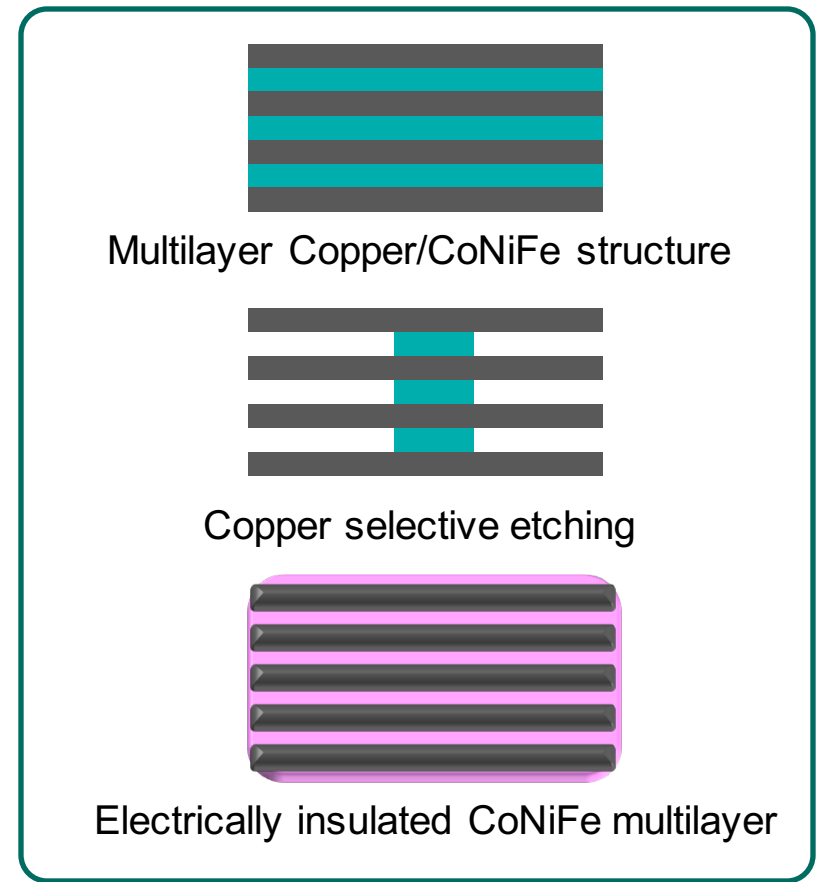 Multilayer Copper/CoNiFe structure
Copper selective etching
Electrically insulated CoNiFe multilayer